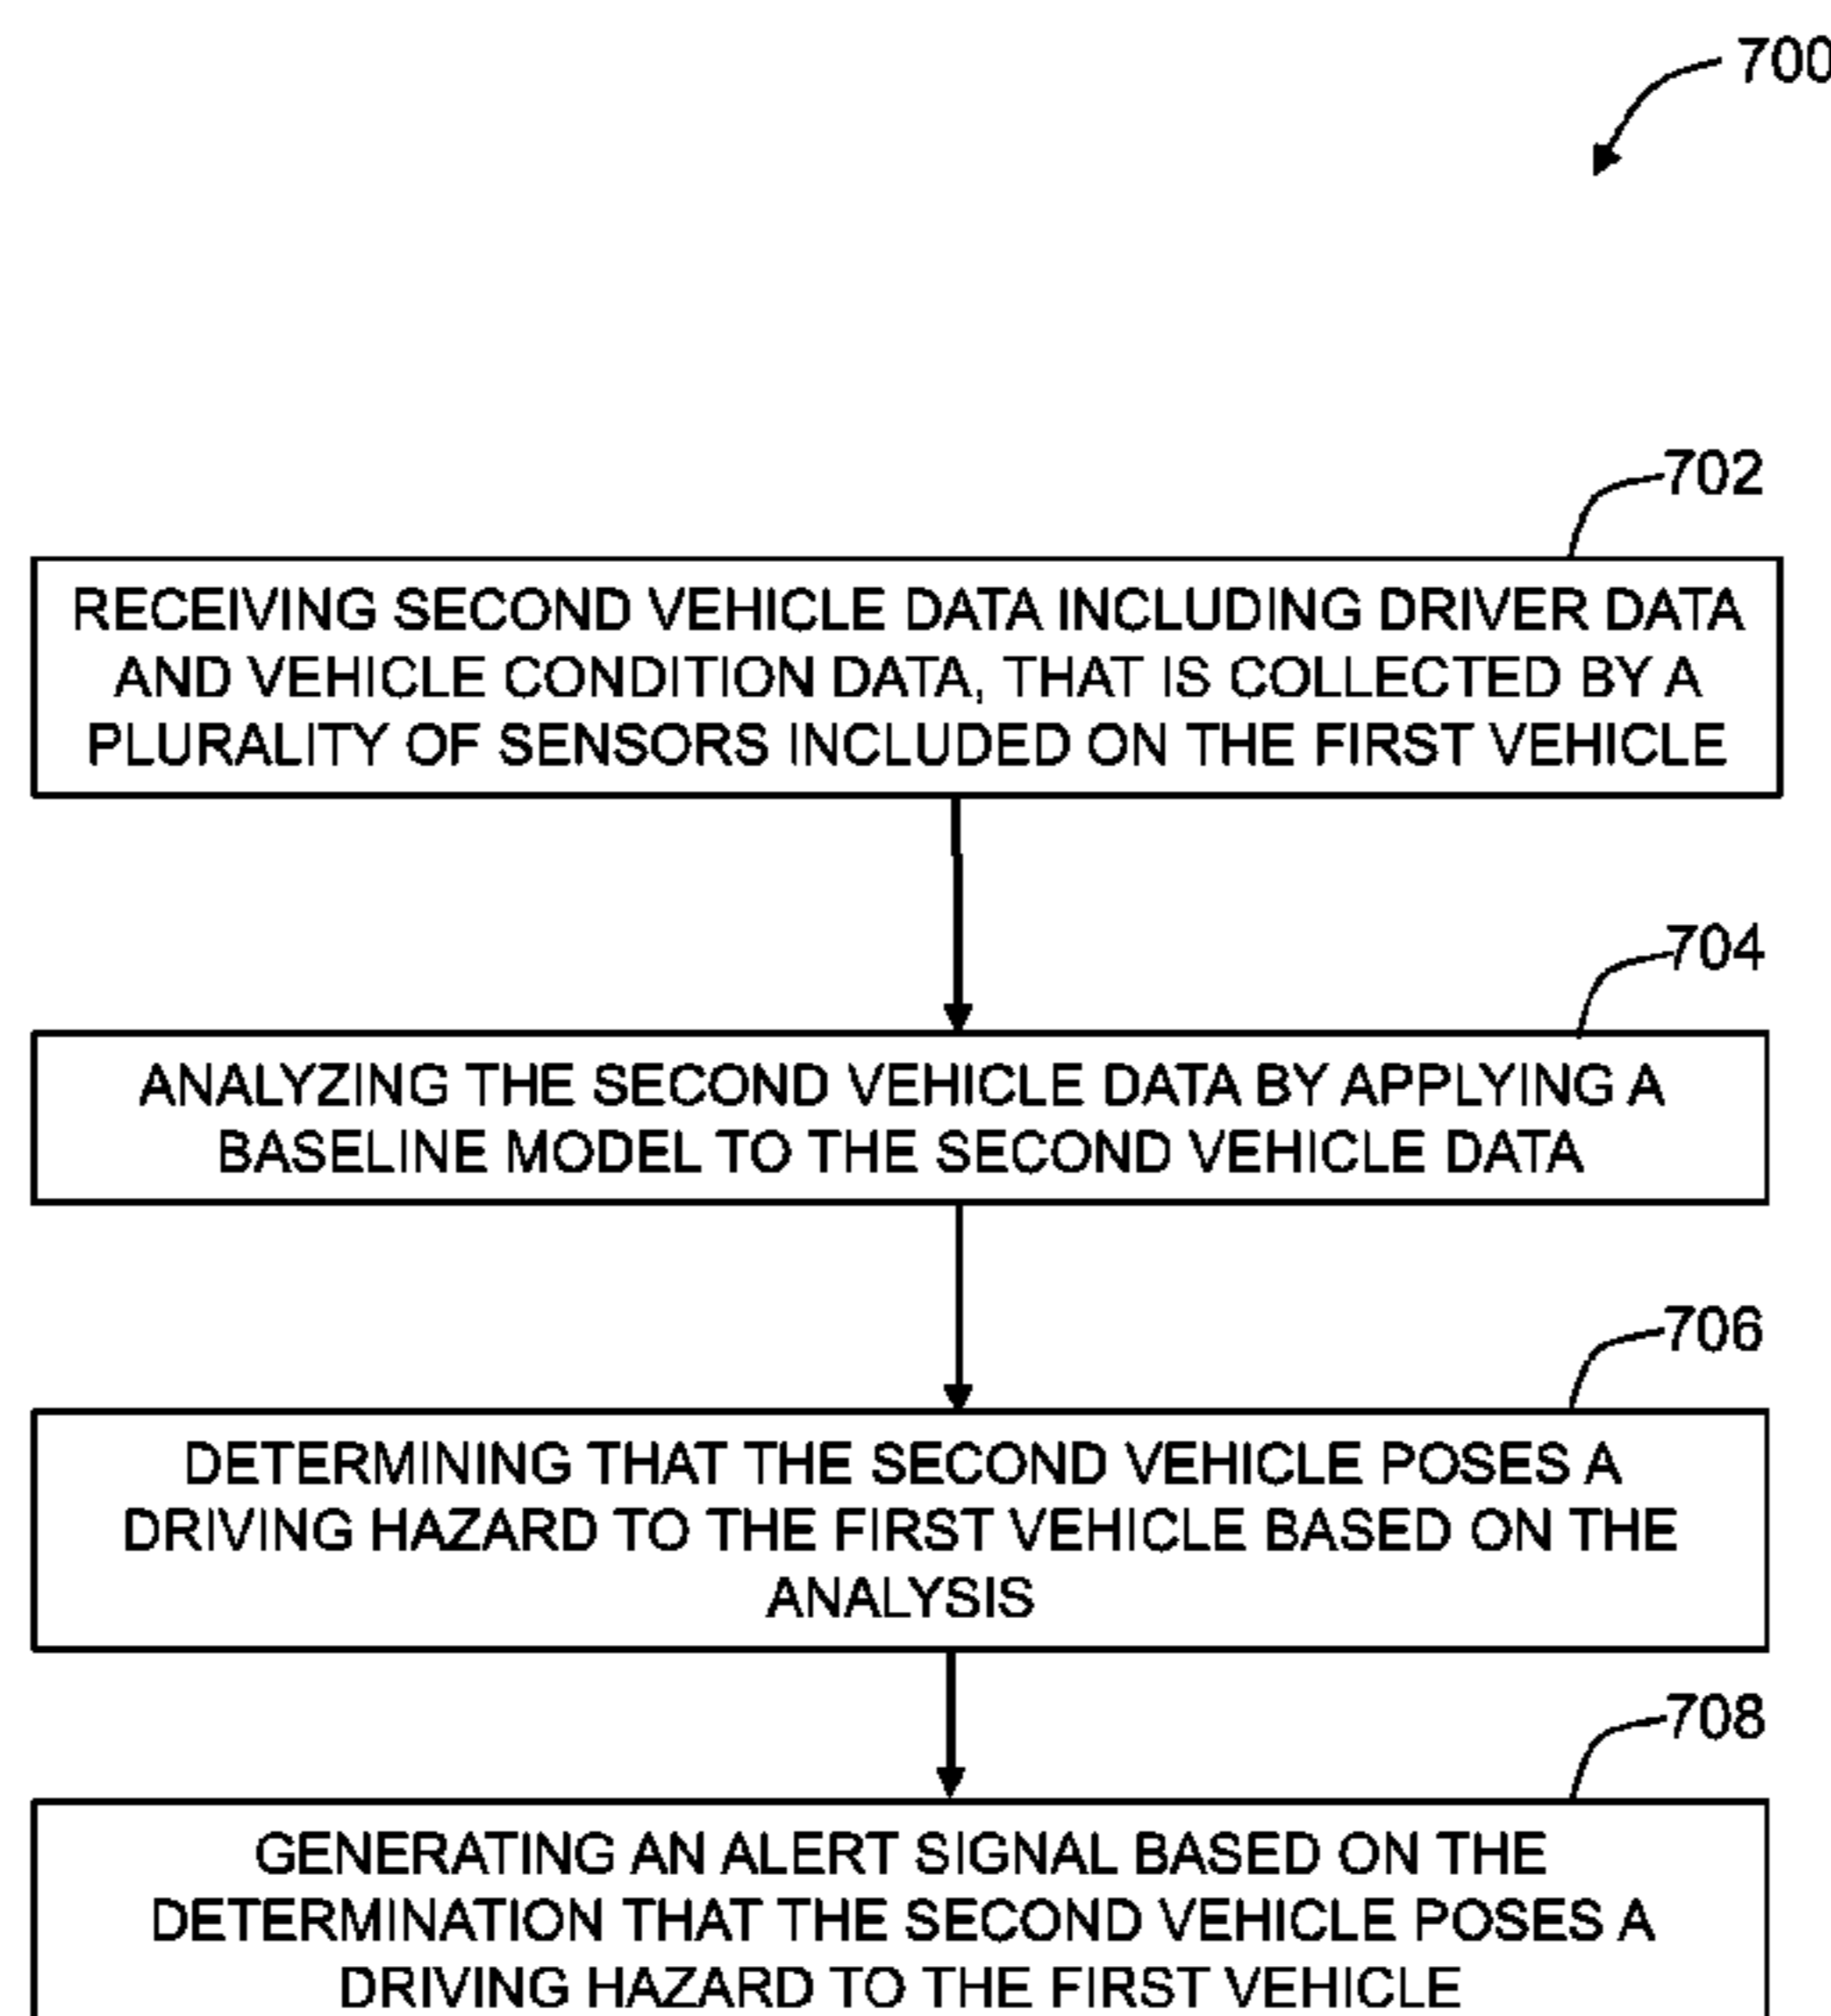 700
702
RECEIVING SECOND VEHICLE DATA INCLUDING DRIVER DATA
AND VEHICLE CONDITION DATA, THAT IS COLLECTED BY A
PLURALITY OF SENSORS INCLUDED ON THE FIRST VEHICLE
704
ANALYZING THE SECOND VEHICLE DATA BY APPLYING A
BASELINE MODEL TO THE SECOND VEHICLE DATA
706
DETERMINING THAT THE SECOND VEHICLE POSES A
DRIVING HAZARD TO THE FIRST VEHICLE BASED ON THE
ANALYSIS
708
GENERATING AN ALERT SIGNAL BASED ON THE
DETERMINATION THAT THE SECOND VEHICLE POSES A
DRIVING HAZARD TO THE FIRST VEHICLE